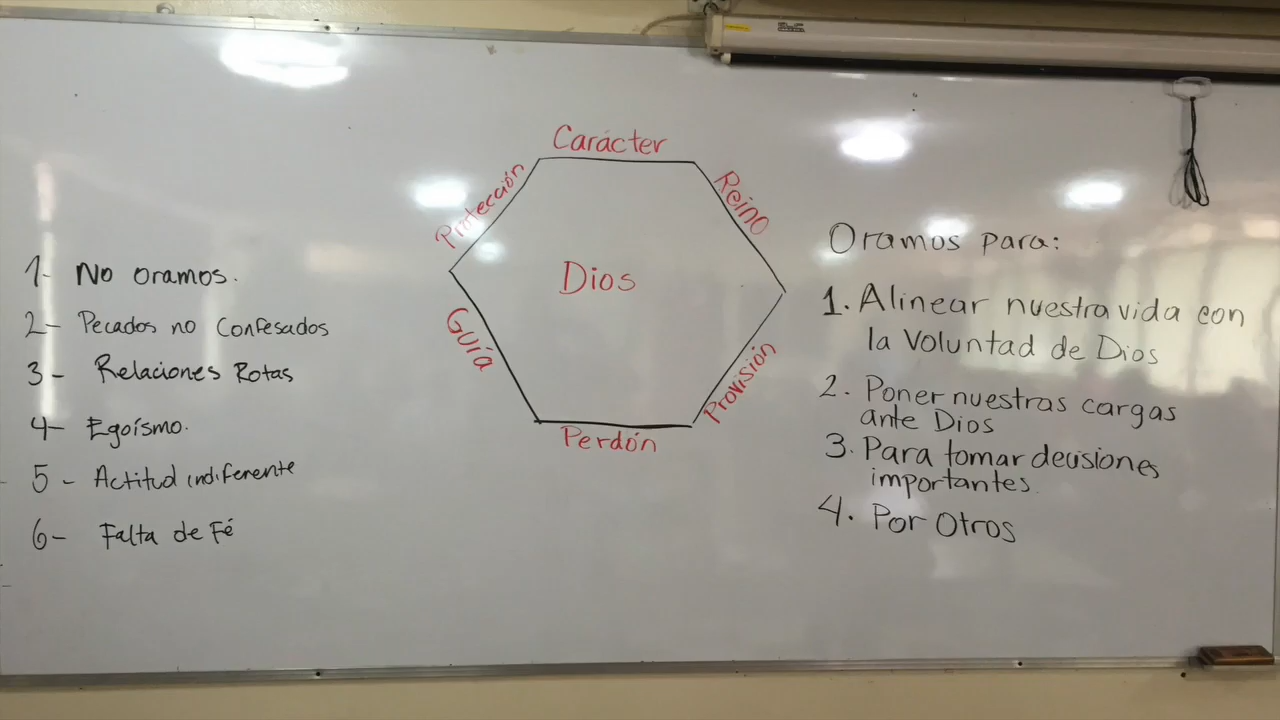 1- No oramos.
2- Pecados no Confesados
3- Relaciones Rotas
4- Egoísmo.
5- Actitud indiferente
6- Falta de Fé
Carácter
Protección
Reino
Dios
Guía
Provisión
Perdón
Oramos para:
1. Alinear nuestra vida con
la Voluntad de Dios
2. Poner nuestras cargas
ante Dios
3. Para tomar decisiones
importantes.
4. Por Otros